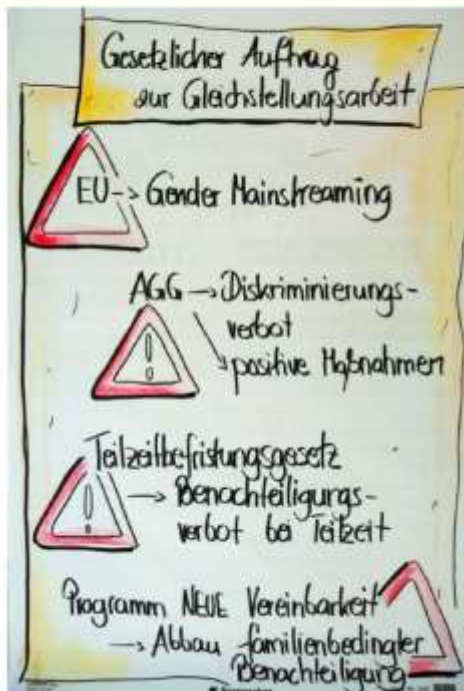 Gesetzlicher Auftrag
zur Gleichstellungsarbeit
EU → Gender Mainstreaming
AGG → Diskriminierungs-
verbot
→ positive Maßnahmen
Teilzeitbefristungsgesetz
→ Benachteiligungs-
verbot bei Teilzeit
Programm NEUE Vereinbarkeit
→ Abbau familienbedingter
Benachteiligung